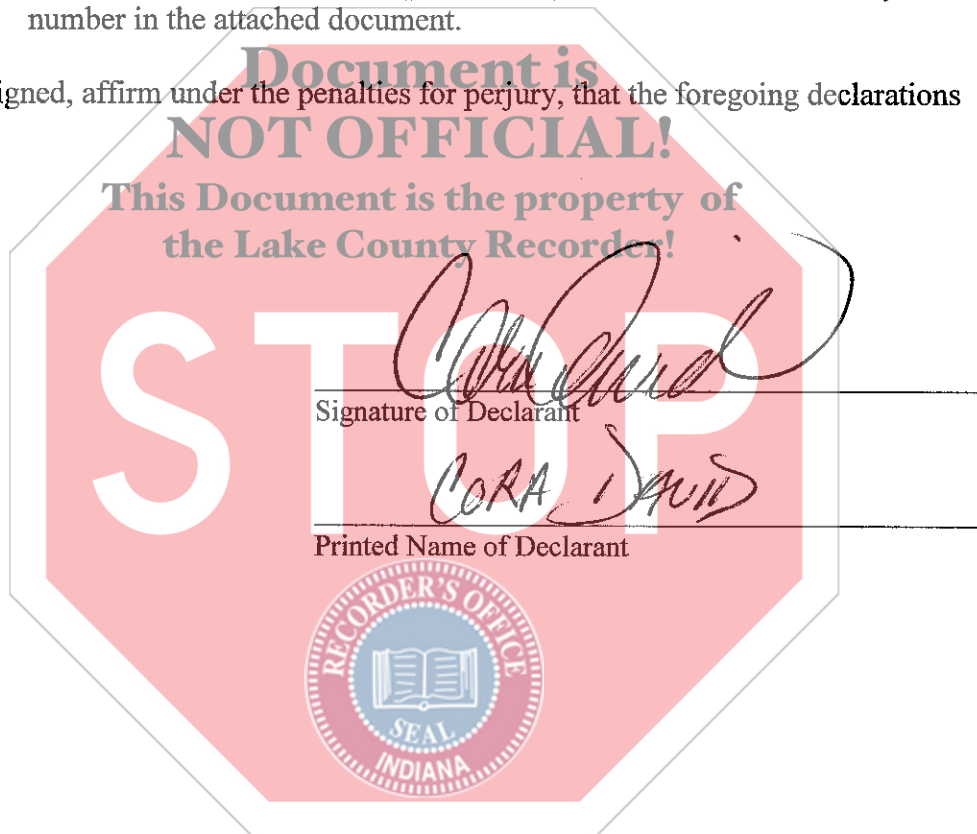 number in the attached document.
Document is
igned, affirm under the penalties for perjury, that the foregoing declarations
NOT OFFICIAL!
This Document is the property of
the Lake County Recorder!
STOP
Cora David
Signature of Declarant
CORA DAVID
Printed Name of Declarant
RECORDER'S OFFICE
SEAL
INDIANA